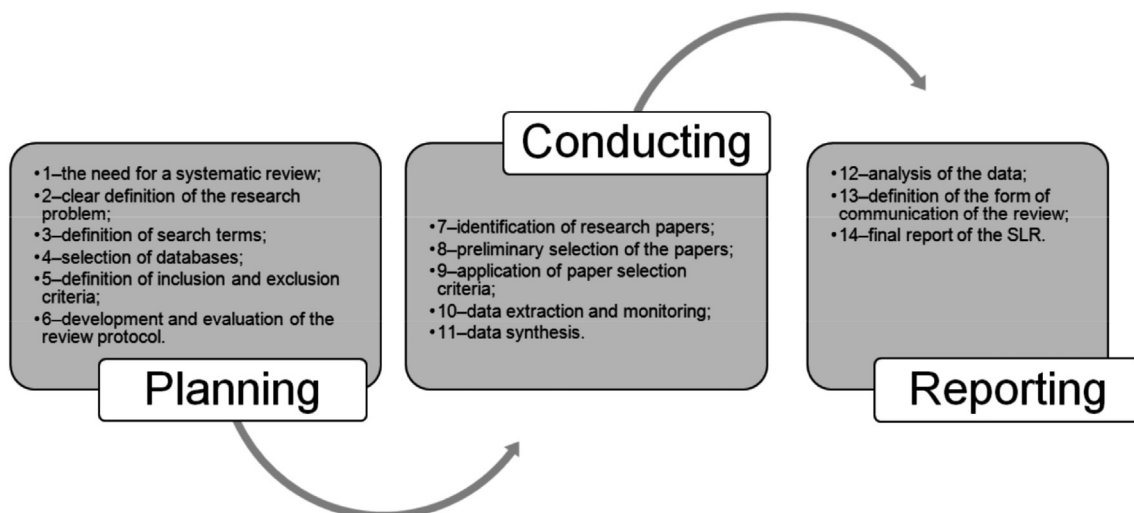 •1–the need for a systematic review;
•2–clear definition of the research
problem;
•3–definition of search terms;
•4–selection of databases;
•5–definition of inclusion and exclusion
criteria;
•6–development and evaluation of the
review protocol.
Planning
Conducting
•7–identification of research papers;
•8–preliminary selection of the papers;
•9–application of paper selection
criteria;
•10–data extraction and monitoring;
•11–data synthesis.
•12–analysis of the data;
•13–definition of the form of
communication of the review;
•14–final report of the SLR.
Reporting